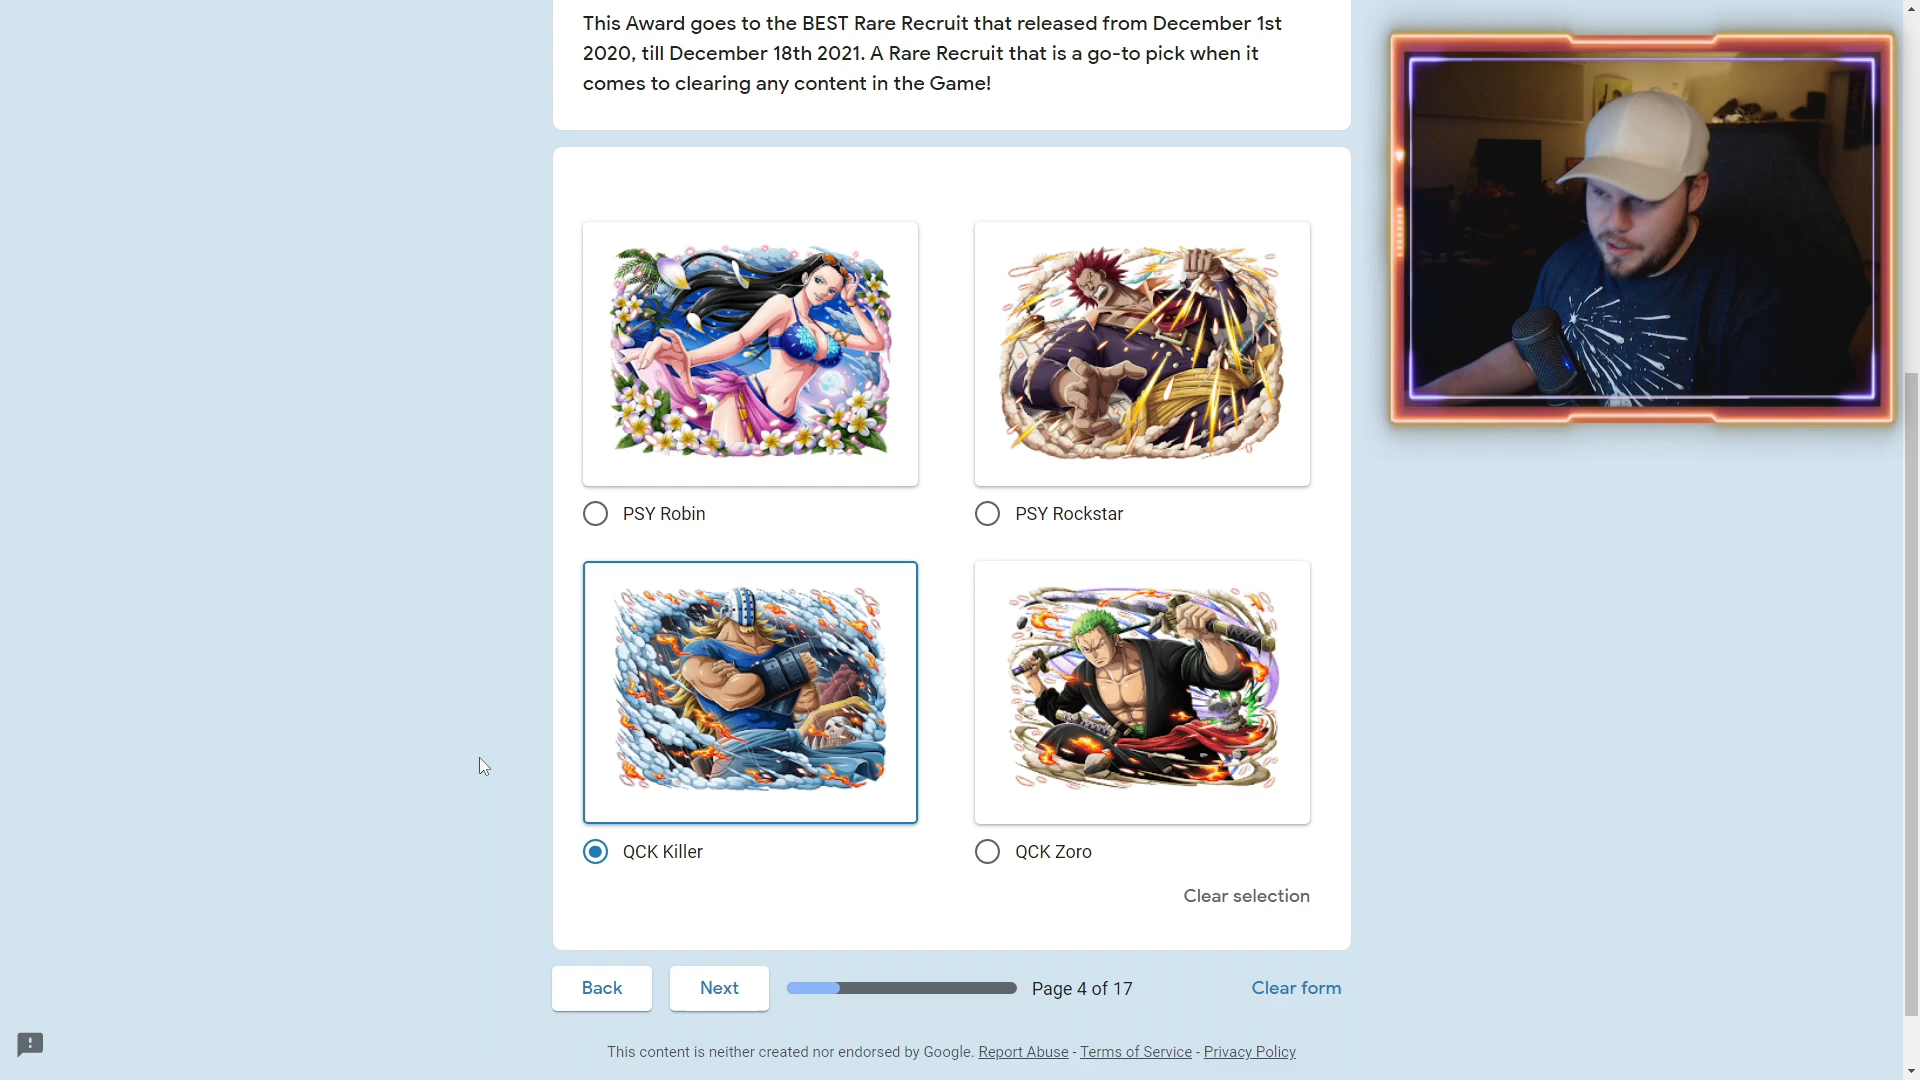 This Award goes to the BEST Rare Recruit that released from December 1st
2020, till December 18th 2021. A Rare Recruit that is a go-to pick when it
comes to clearing any content in the Game!
PSY Robin
PSY Rockstar
QCK Killer
QCK Zoro
Clear selection
Back
Next
Page 4 of 17
Clear form
This content is neither created nor endorsed by Google. Report Abuse - Terms of Service - Privacy Policy